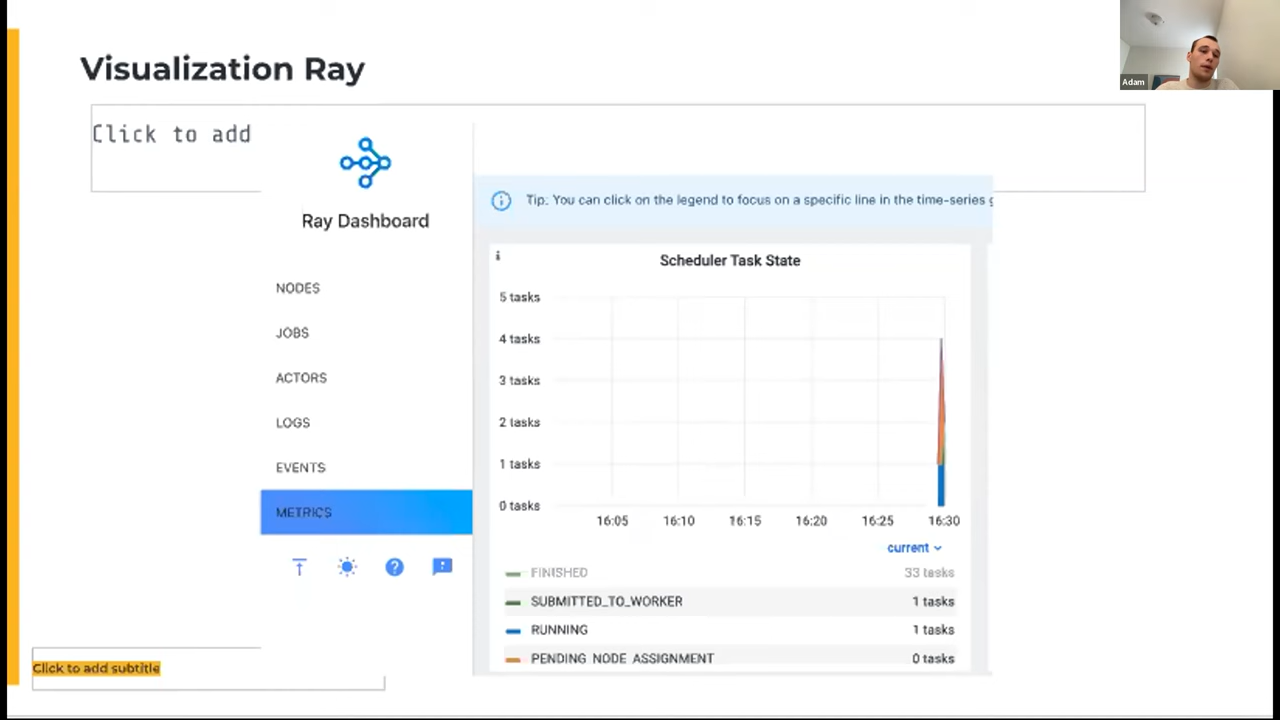 Visualization Ray
Adam
Click to add
Ray Dashboard
NODES
JOBS
ACTORS
LOGS
EVENTS
METRICS
Tip: You can click on the legend to focus on a specific line in the time-series g
Scheduler Task State
5 tasks
4 tasks
3 tasks
2 tasks
1 tasks
0 tasks
16:05 16:10 16:15 16:20 16:25 16:30
current
FINISHED 33 tasks
SUBMITTED_TO_WORKER 1 tasks
RUNNING 1 tasks
PENDING_NODE_ASSIGNMENT 0 tasks
Click to add subtitle